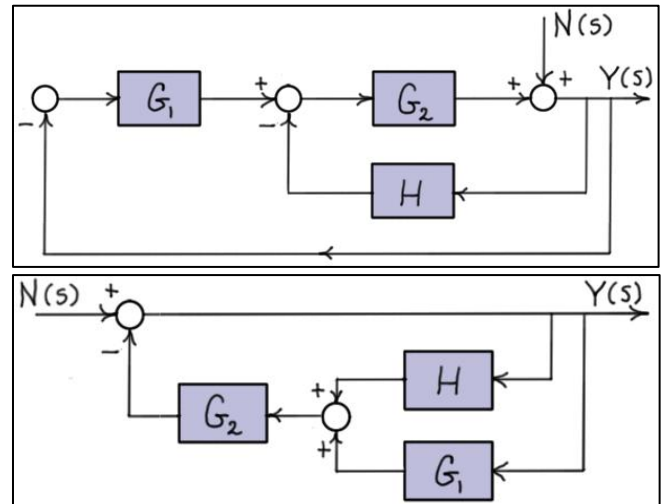 N(s)
+ + + Y(s)
G₁ G₂
- -
H
N(s) + Y(s)
-
H
+
G₂
+
G₁